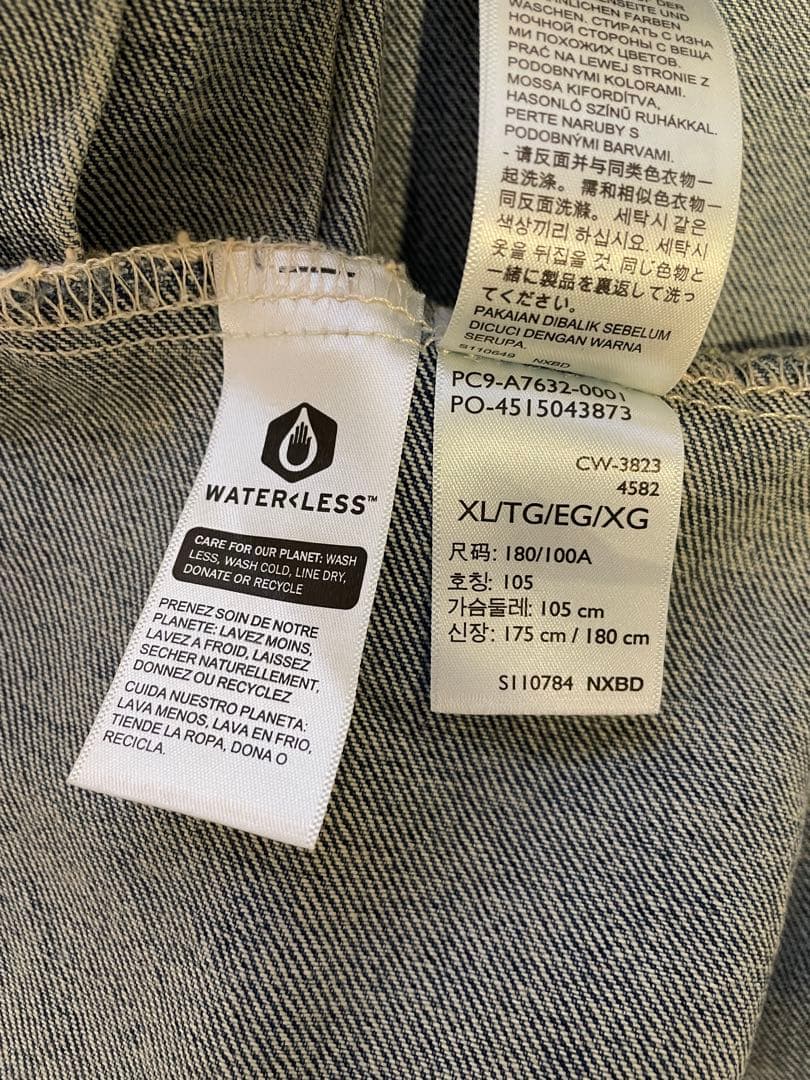 NNLICHEN FARBEN
WASCHEN. СТИРАТЬ С ИЗНА
НОЧНОЙ СТОРОНЫ С ВЕЩА
МИ ПОХОЖИХ ЦВЕТОВ.
PRAĆ NA LEWEJ STRONIE Z
PODOBNYMI KOLORAMI.
MOSSA KIFORDÍTVA,
HASONLÓ SZÍNŰ RUHÁKKAL.
PERTE NARUBY S
PODOBNÝMI BARVAMI.
- 请反面并与同类色衣物一
起洗涤。 需和相似色衣物一
同反面洗滌。 세탁시 같은
색상끼리 하십시요. 세탁시
옷을 뒤집을 것. 同じ色物と
一緒に製品を裏返して洗っ
てください。
PAKAIAN DIBALIK SEBELUM
DICUCI DENGAN WARNA
SERUPA.
S110649 NXBD
PC9-A7632-0001
PO-4515043873
CW-3823
4582
XL/TG/EG/XG
尺码: 180/100A
호칭: 105
가슴둘레: 105 cm
신장: 175 cm / 180 cm
S110784 NXBD
WATER<LESS™
CARE FOR OUR PLANET: WASH
LESS, WASH COLD, LINE DRY,
DONATE OR RECYCLE
PRENEZ SOIN DE NOTRE
PLANETE: LAVEZ MOINS,
LAVEZ A FROID, LAISSEZ
SECHER NATURELLEMENT,
DONNEZ OU RECYCLEZ
CUIDA NUESTRO PLANETA:
LAVA MENOS, LAVA EN FRIO,
TIENDE LA ROPA, DONA O
RECICLA.